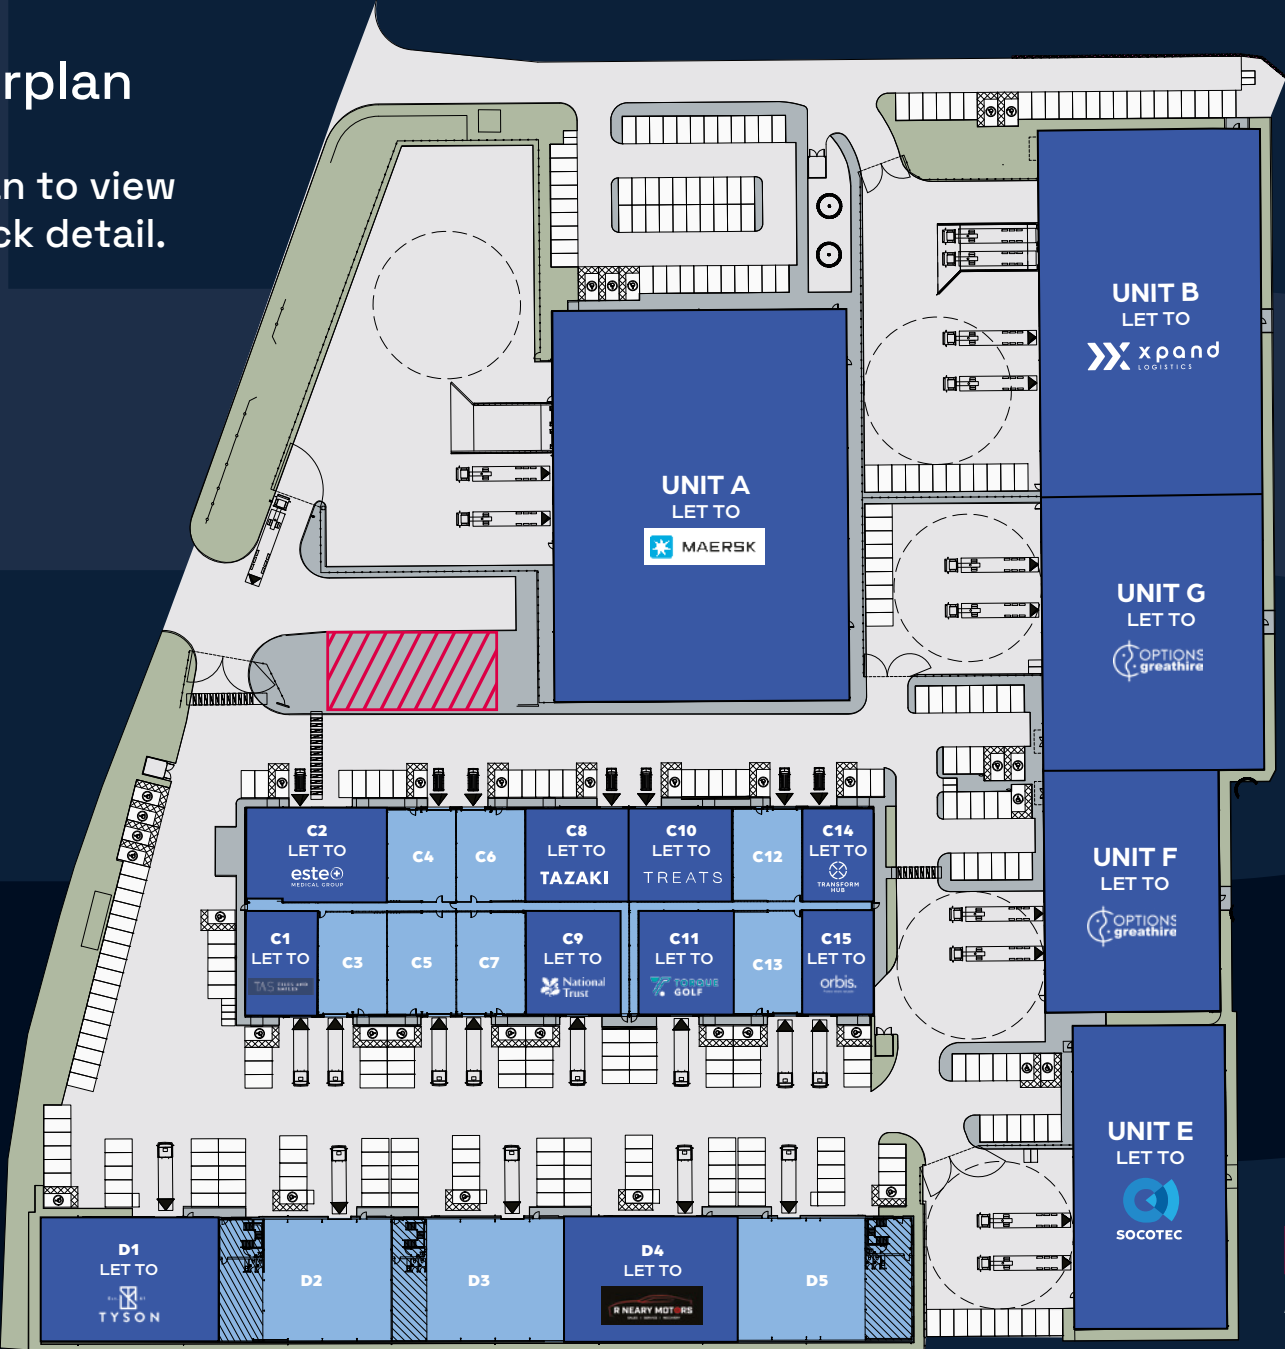 rplan
n to view
ck detail.
UNIT B
LET TO
xpand
LOGISTICS
UNIT A
LET TO
MAERSK
UNIT G
LET TO
OPTIONS
greathire
UNIT F
LET TO
OPTIONS
greathire
C2
LET TO
este
MEDICAL GROUP
C4
C6
C8
LET TO
TAZAKI
C10
LET TO
TREATS
C12
C14
LET TO
TRANSFORM
HUB
C1
LET TO
TAS
C3
C5
C7
C9
LET TO
National
Trust
C11
LET TO
TORQUE
GOLF
C13
C15
LET TO
orbis.
UNIT E
LET TO
SOCOTEC
D1
LET TO
TYSON
D2
D3
D4
LET TO
R NEARY MOTORS
D5